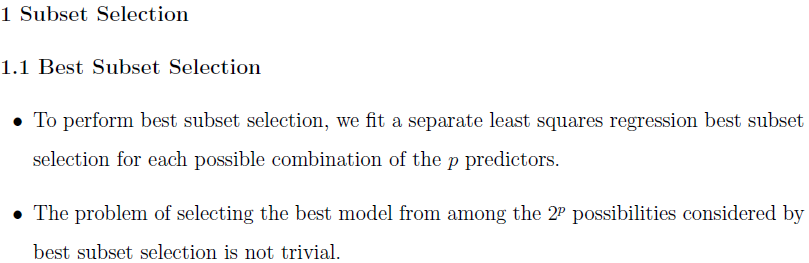 1 Subset Selection
1.1 Best Subset Selection
• To perform best subset selection, we fit a separate least squares regression best subset
selection for each possible combination of the p predictors.
• The problem of selecting the best model from among the 2^p possibilities considered by
best subset selection is not trivial.